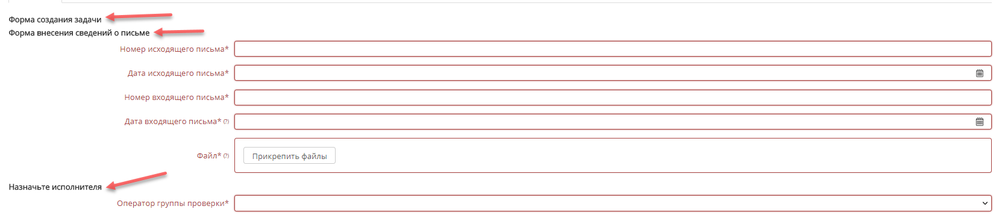 Форма создания задачи
Форма внесения сведений о письме
Номер исходящего письма*
Дата исходящего письма*
Номер входящего письма*
Дата входящего письма* (?)
Файл* (?) Прикрепить файлы
Назначьте исполнителя
Оператор группы проверки*